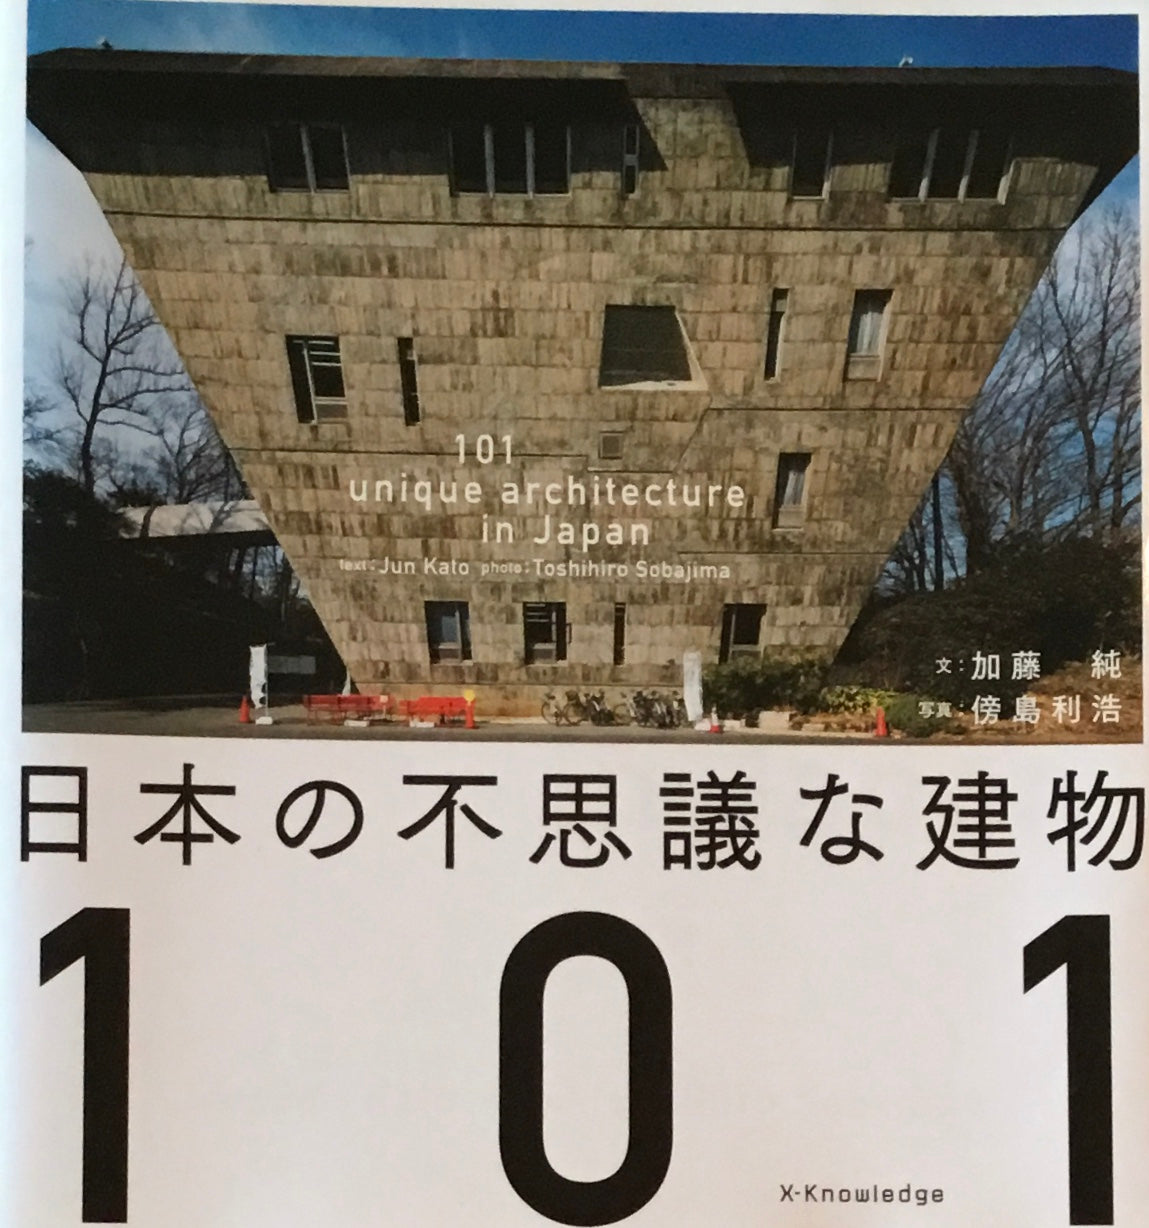 101
unique architecture
in Japan
text：Jun Kato photo：Toshihiro Sobajima
文：加藤 純
写真：傍島利浩
日本の不思議な建物
101
X-Knowledge